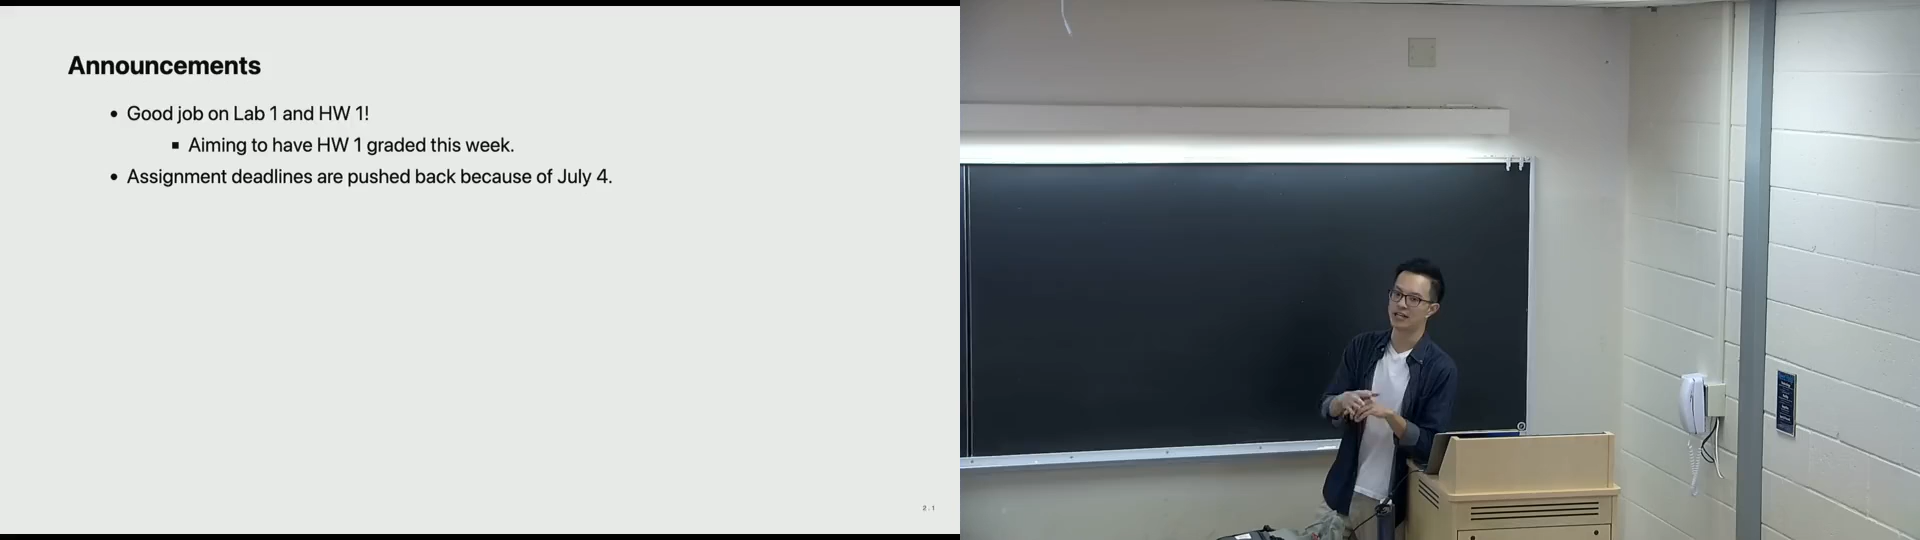 Announcements
• Good job on Lab 1 and HW 1!
▪ Aiming to have HW 1 graded this week.
• Assignment deadlines are pushed back because of July 4.
2.1